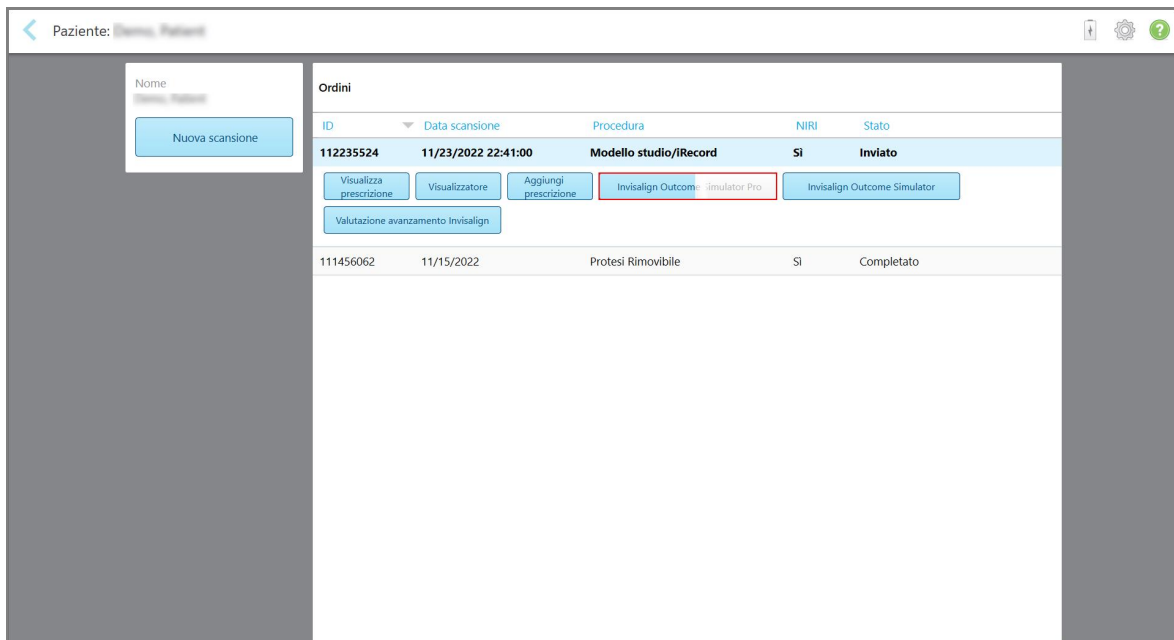 Paziente:
Nome
Nuova scansione
Ordini
ID Data scansione Procedura NIRI Stato
112235524 11/23/2022 22:41:00 Modello studio/iRecord Sì Inviato
Visualizza prescrizione
Visualizzatore
Aggiungi prescrizione
Invisalign Outcome Simulator Pro
Invisalign Outcome Simulator
Valutazione avanzamento Invisalign
111456062 11/15/2022 Protesi Rimovibile Sì Completato